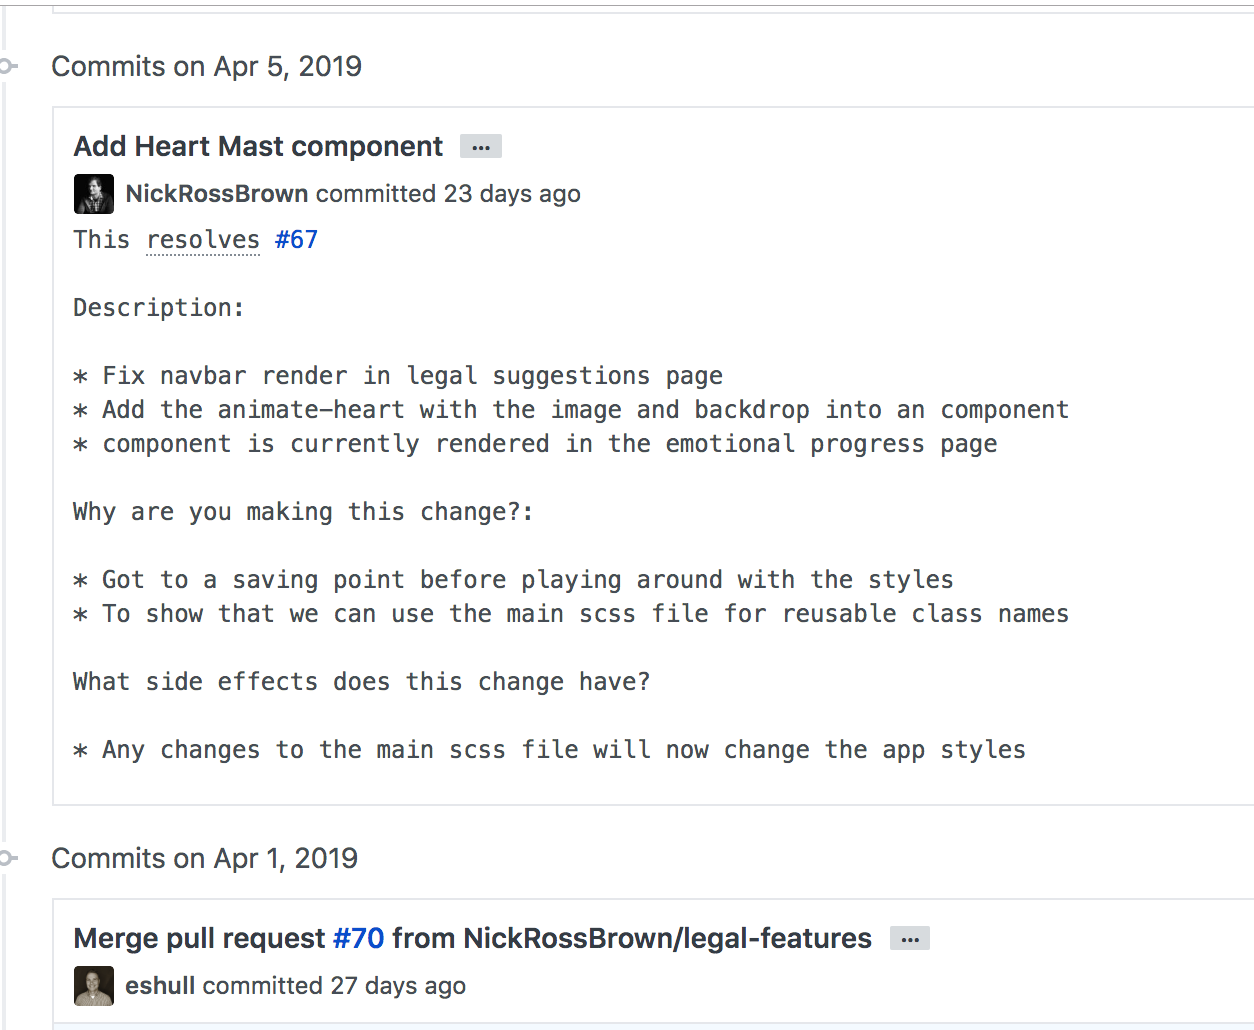 Commits on Apr 5, 2019
Add Heart Mast component …
NickRossBrown committed 23 days ago
This resolves #67
Description:
* Fix navbar render in legal suggestions page
* Add the animate-heart with the image and backdrop into an component
* component is currently rendered in the emotional progress page
Why are you making this change?:
* Got to a saving point before playing around with the styles
* To show that we can use the main scss file for reusable class names
What side effects does this change have?
* Any changes to the main scss file will now change the app styles
Commits on Apr 1, 2019
Merge pull request #70 from NickRossBrown/legal-features …
eshull committed 27 days ago